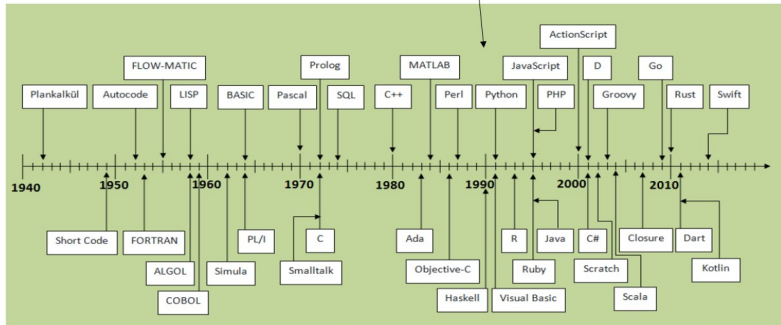 ActionScript
FLOW-MATIC
Prolog
MATLAB
JavaScript
D
Go
Plankalkül
Autocode
LISP
BASIC
Pascal
SQL
C++
Perl
Python
PHP
Groovy
Rust
Swift
1940
1950
1960
1970
1980
1990
2000
2010
Short Code
FORTRAN
PL/I
C
Ada
R
Java
C#
Closure
Dart
ALGOL
Simula
Smalltalk
Objective-C
Ruby
Scratch
Kotlin
COBOL
Haskell
Visual Basic
Scala